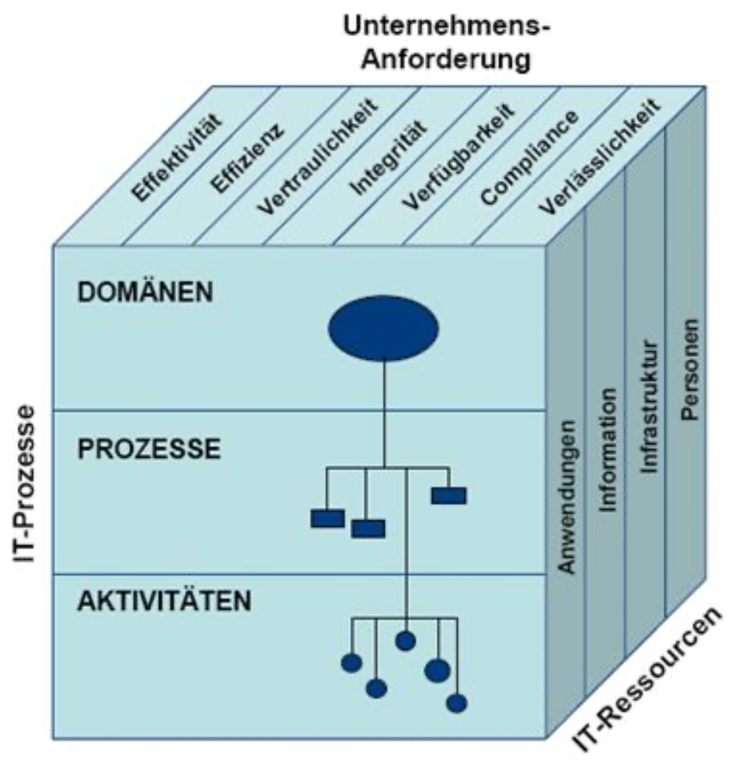 Unternehmens-
Anforderung
Effektivität
Effizienz
Vertraulichkeit
Integrität
Verfügbarkeit
Compliance
Verlässlichkeit
DOMÄNEN
PROZESSE
AKTIVITÄTEN
IT-Prozesse
Anwendungen
Information
Infrastruktur
Personen
IT-Ressourcen